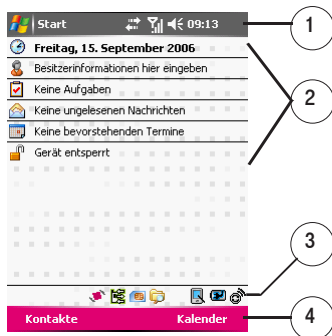 Start 09:13 1
Freitag, 15. September 2006
Besitzerinformationen hier eingeben
2
Keine Aufgaben
Keine ungelesenen Nachrichten
Keine bevorstehenden Termine
Gerät entsperrt
3
Kontakte Kalender 4